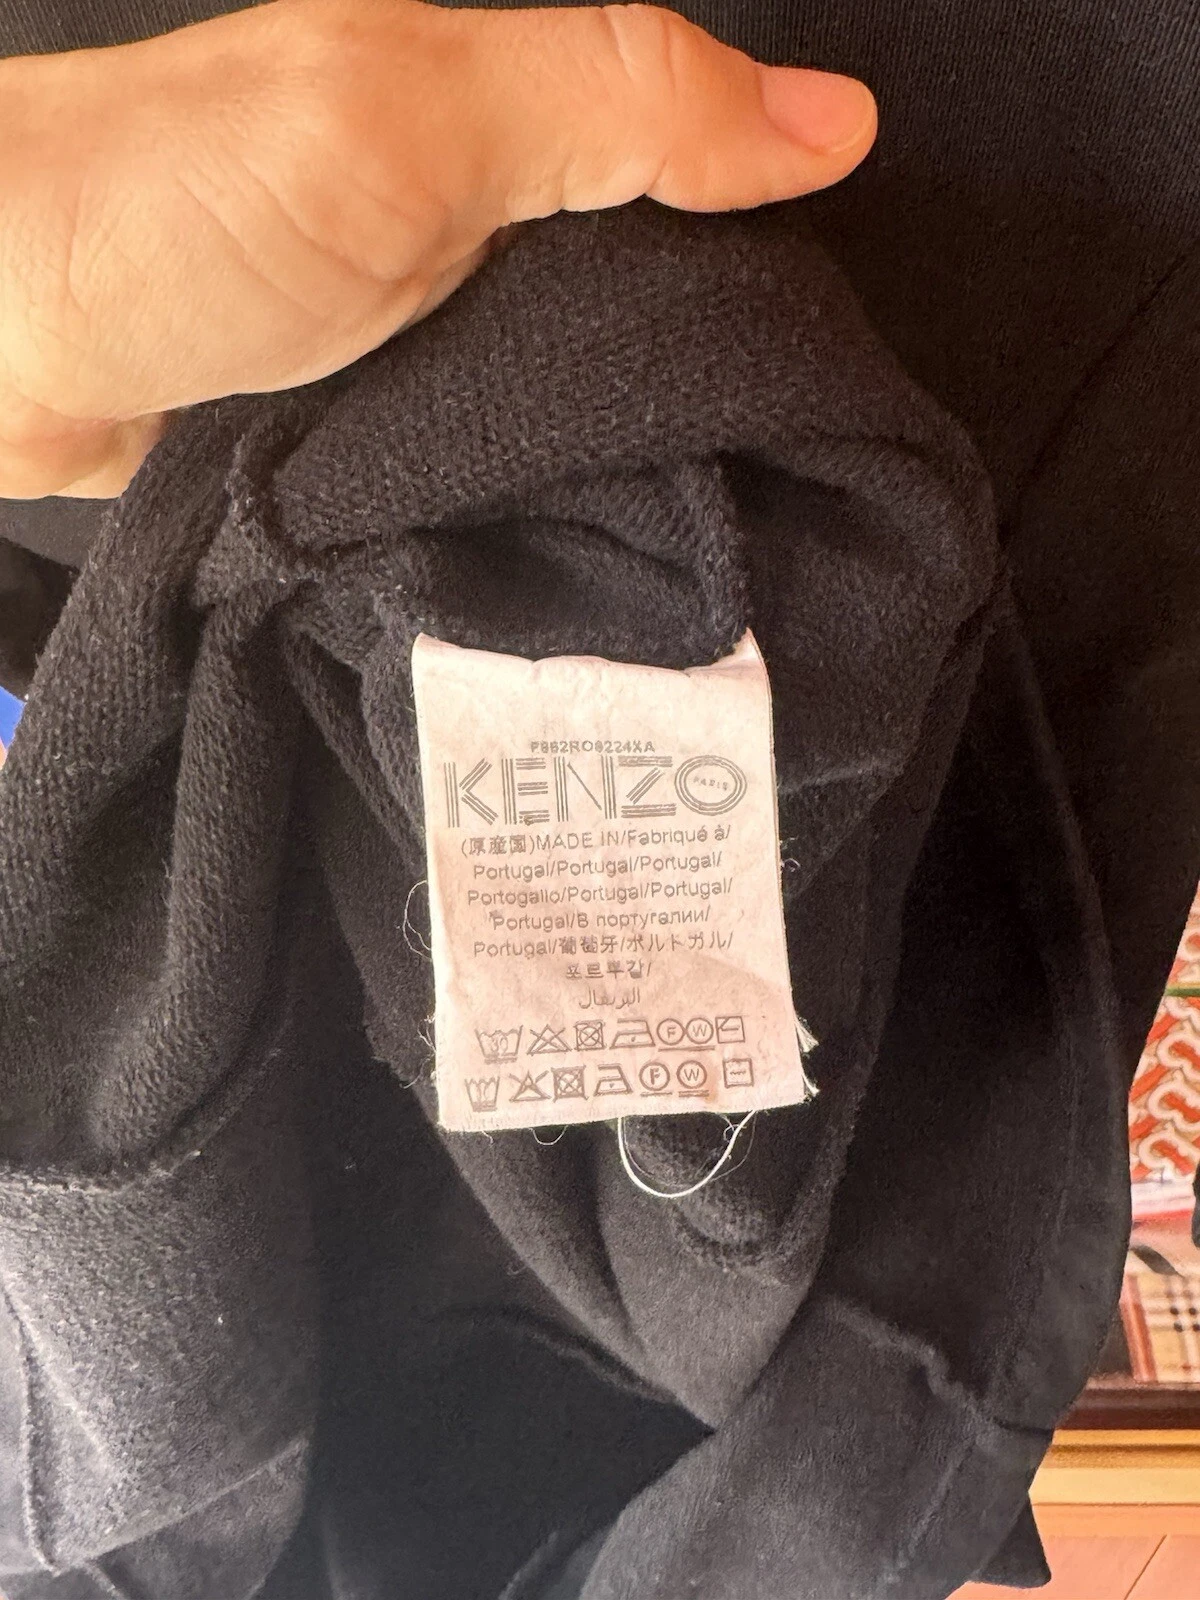 F862RO8224XA
KENZO
PARIS
(原産国)MADE IN/Fabriqué à/
Portugal/Portugal/Portugal/
Portogallo/Portugal/Portugal/
Portugal/В португалии/
Portugal/葡萄牙/ポルトガル/
포르투갈/
البرتغال
30
F W
F W